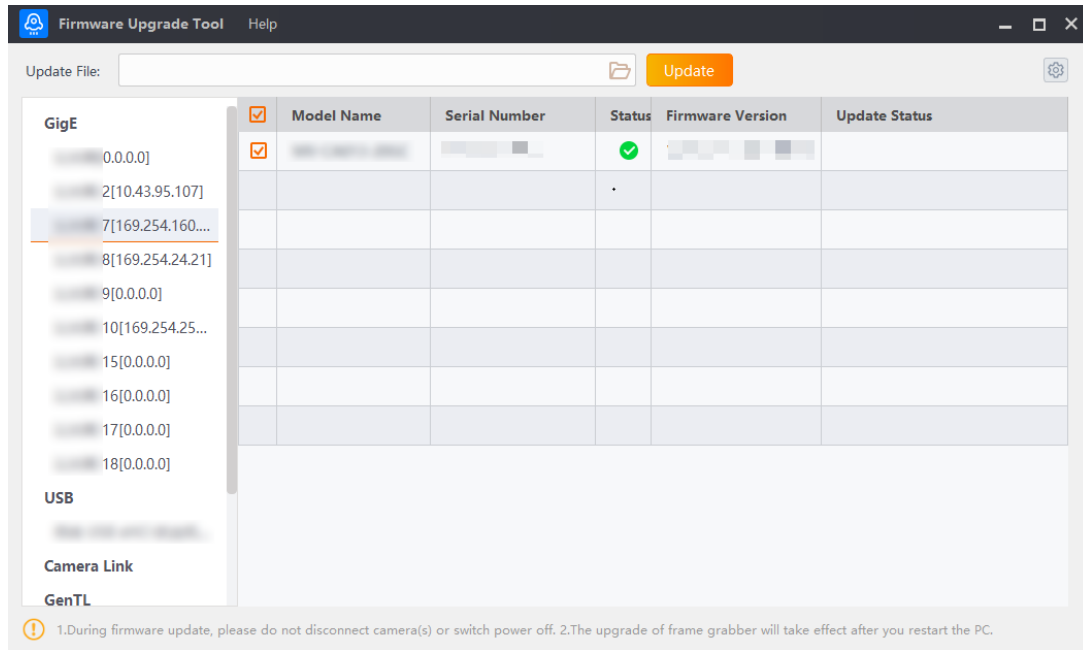 Firmware Upgrade Tool Help
Update File: Update
GigE
0.0.0.0]
2[10.43.95.107]
7[169.254.160....
8[169.254.24.21]
9[0.0.0.0]
10[169.254.25...
15[0.0.0.0]
16[0.0.0.0]
17[0.0.0.0]
18[0.0.0.0]
USB
Camera Link
GenTL
Model Name Serial Number Status Firmware Version Update Status
1.During firmware update, please do not disconnect camera(s) or switch power off. 2.The upgrade of frame grabber will take effect after you restart the PC.